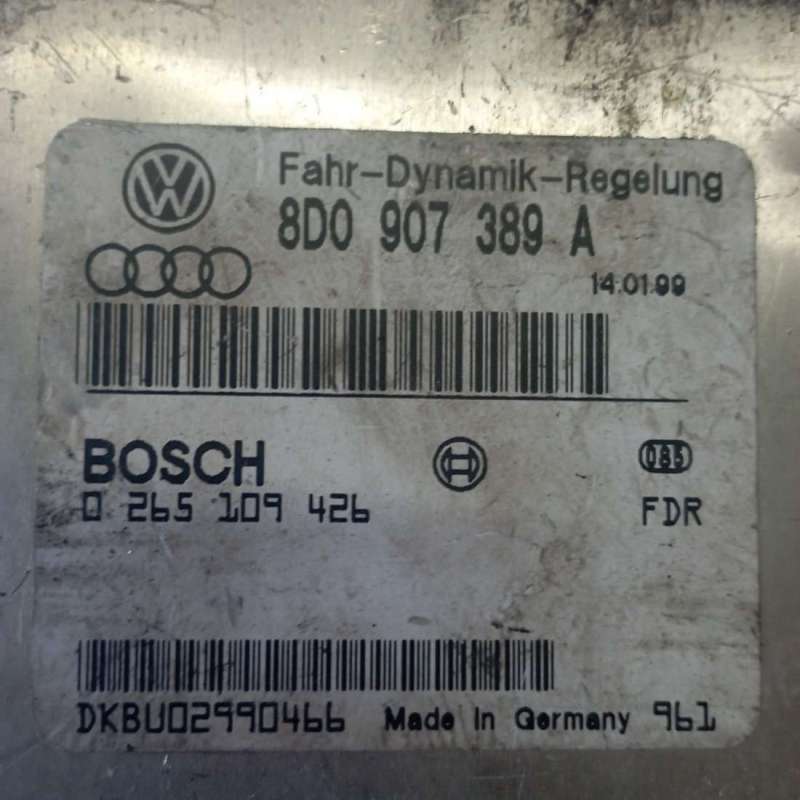 Fahr-Dynamik-Regelung
8D0 907 389 A
14.01.99
BOSCH
0 265 109 426
FDR
DKBU02990466 Made In Germany 961